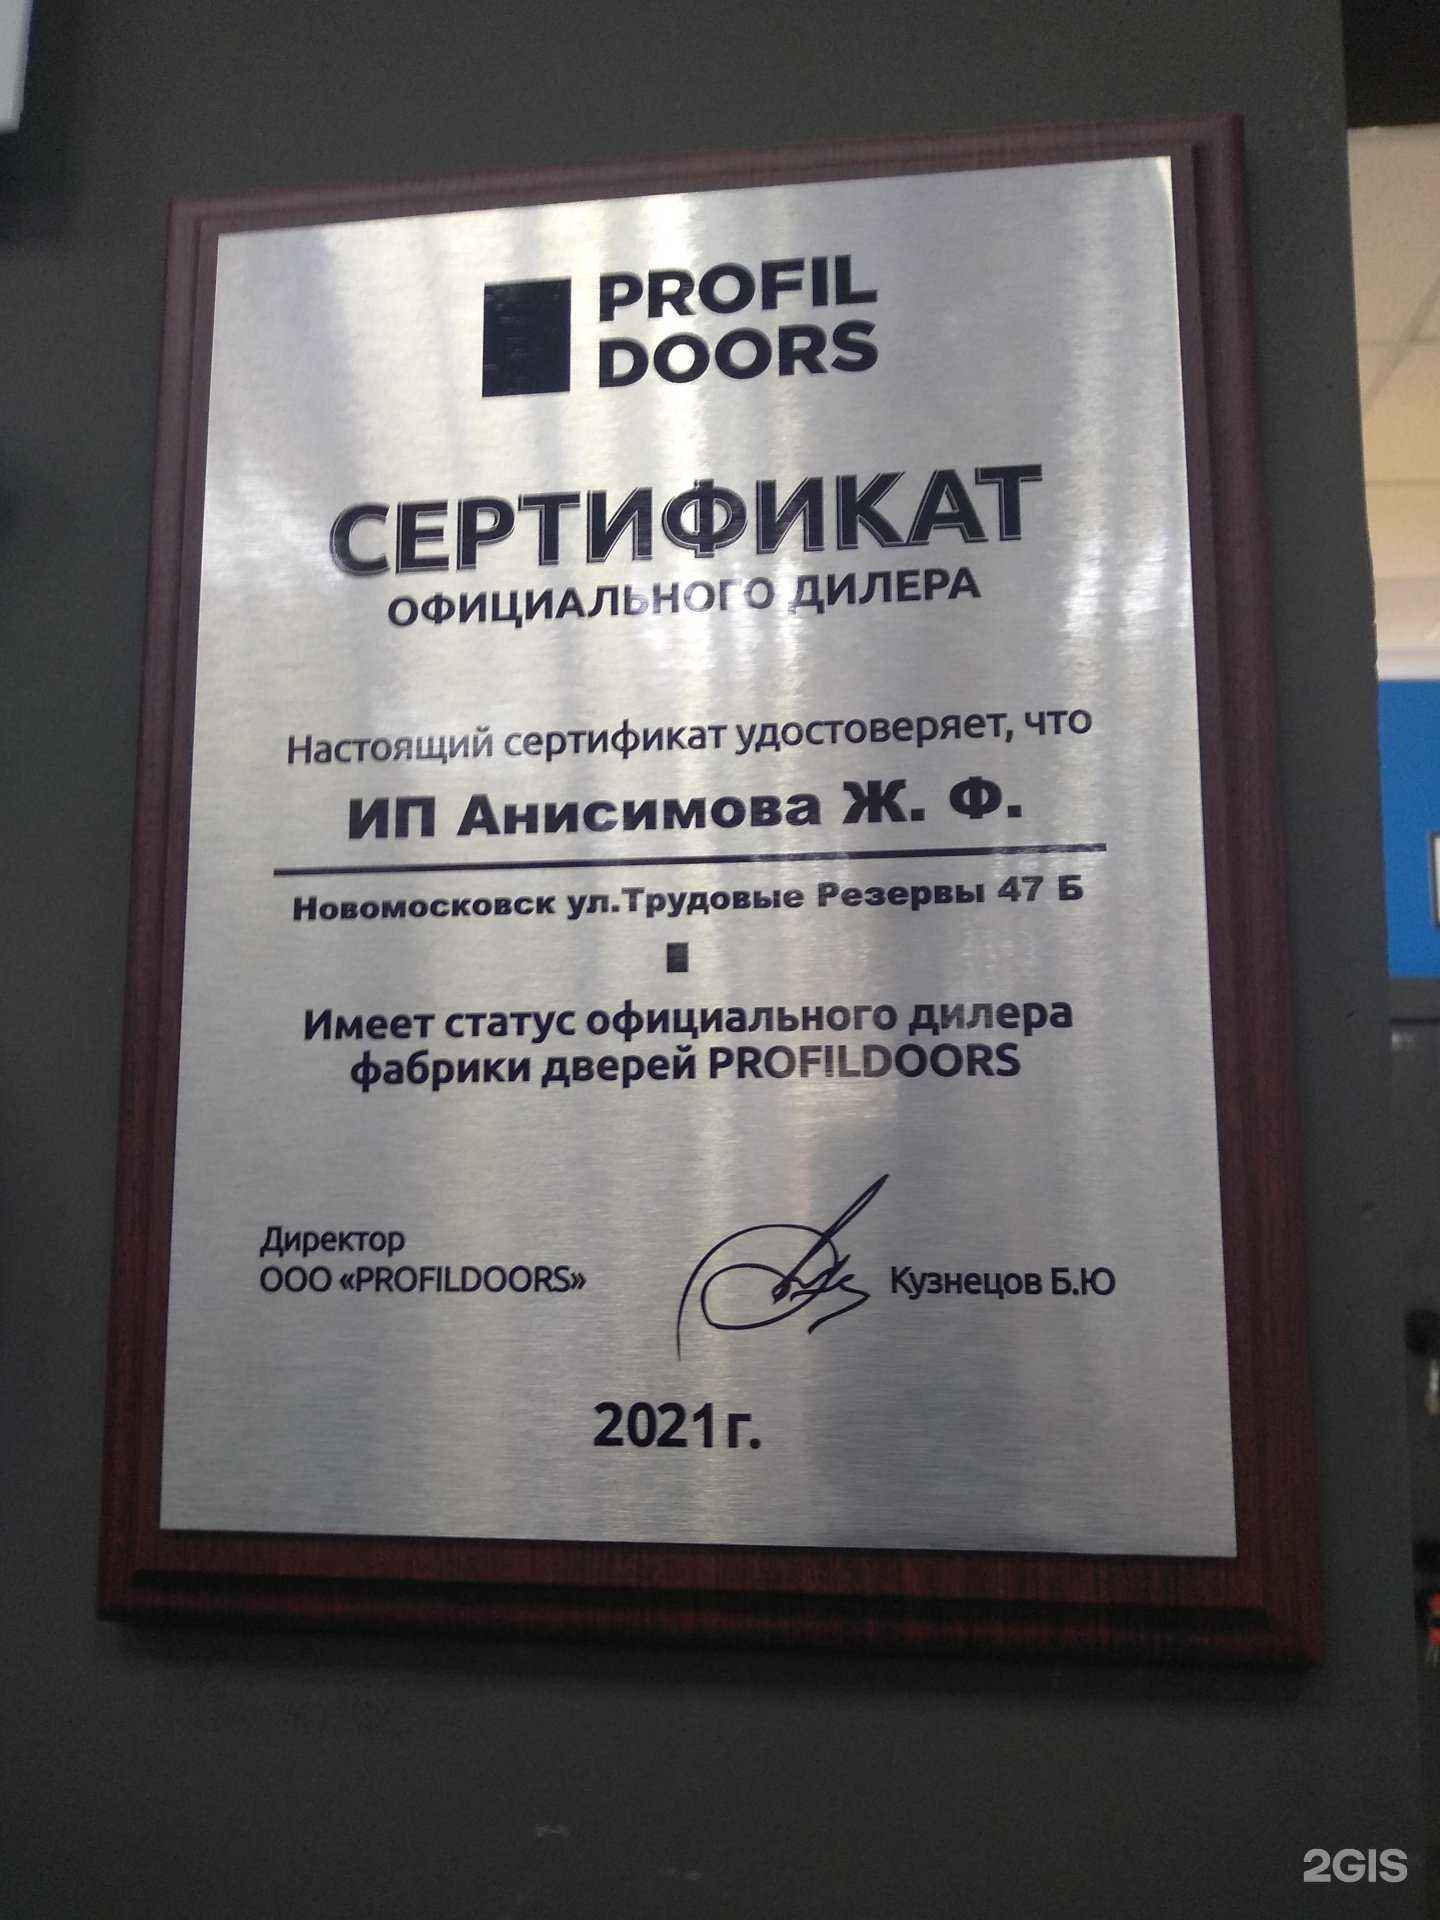 PROFIL
DOORS
СЕРТИФИКАТ
ОФИЦИАЛЬНОГО ДИЛЕРА
Настоящий сертификат удостоверяет, что
ИП Анисимова Ж. Ф.
Новомосковск ул.Трудовые Резервы 47 Б
Имеет статус официального дилера
фабрики дверей PROFILDOORS
Директор
ООО «PROFILDOORS»
Кузнецов Б.Ю
2021г.
2GIS